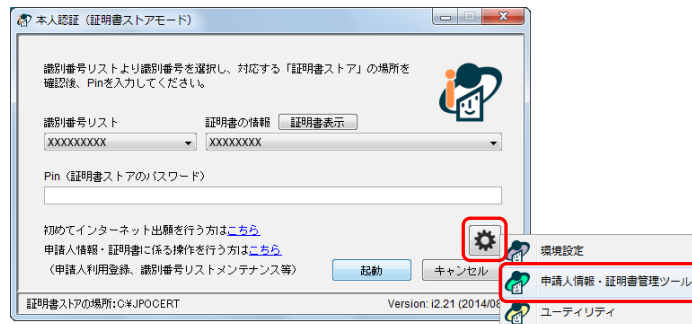 本人認証（証明書ストアモード）
識別番号リストより識別番号を選択し、対応する「証明書ストア」の場所を
確認後、Pinを入力してください。
識別番号リスト　証明書の情報　証明書表示
XXXXXXXXX　XXXXXXXX
Pin（証明書ストアのパスワード）
初めてインターネット出願を行う方はこちら
申請人情報・証明書に係る操作を行う方はこちら
（申請人利用登録、識別番号リストメンテナンス等）　起動　キャンセル
証明書ストアの場所:C:¥JPOCERT　Version: i2.21 (2014/08
環境設定
申請人情報・証明書管理ツール
ユーティリティ